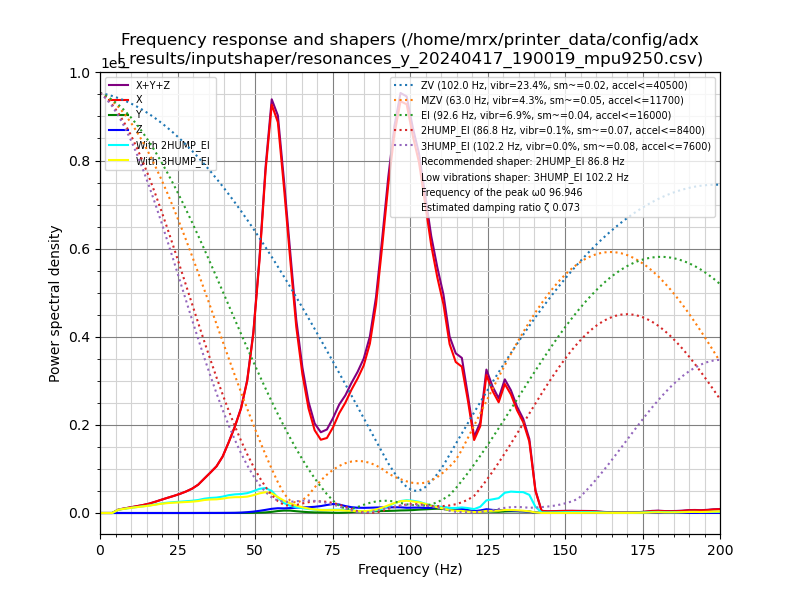 Frequency response and shapers (/home/mrx/printer_data/config/adx
l_results/inputshaper/resonances_y_20240417_190019_mpu9250.csv)
1e5
X+Y+Z
X
Y
Z
With 2HUMP_EI
With 3HUMP_EI
ZV (102.0 Hz, vibr=23.4%, sm~=0.02, accel<=40500)
MZV (63.0 Hz, vibr=4.3%, sm~=0.05, accel<=11700)
EI (92.6 Hz, vibr=6.9%, sm~=0.04, accel<=16000)
2HUMP_EI (86.8 Hz, vibr=0.1%, sm~=0.07, accel<=8400)
3HUMP_EI (102.2 Hz, vibr=0.0%, sm~=0.08, accel<=7600)
Recommended shaper: 2HUMP_EI 86.8 Hz
Low vibrations shaper: 3HUMP_EI 102.2 Hz
Frequency of the peak ω0 96.946
Estimated damping ratio ζ 0.073
Power spectral density
1.0
0.8
0.6
0.4
0.2
0.0
0 25 50 75 100 125 150 175 200
Frequency (Hz)